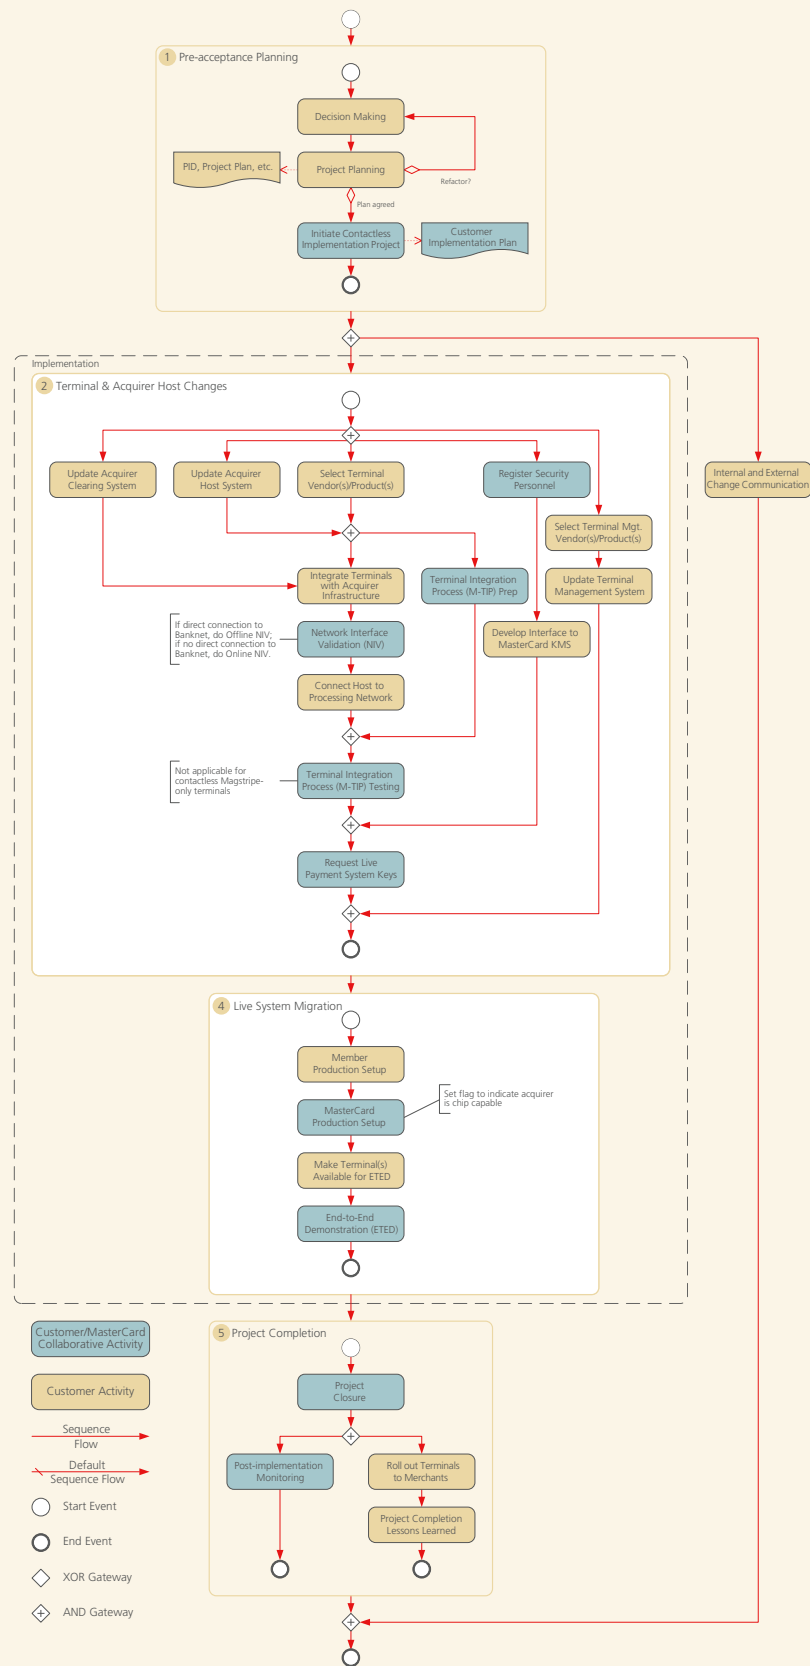 1 Pre-acceptance Planning
Decision Making
PID, Project Plan, etc.
Project Planning
Refactor?
Plan agreed
Initiate Contactless
Implementation Project
Customer
Implementation Plan
Implementation
2 Terminal & Acquirer Host Changes
Update Acquirer
Clearing System
Update Acquirer
Host System
Select Terminal
Vendor(s)/Product(s)
Register Security
Personnel
Internal and External
Change Communication
Select Terminal Mgt.
Vendor(s)/Product(s)
Integrate Terminals
with Acquirer
Infrastructure
Terminal Integration
Process (M-TIP) Prep
Update Terminal
Management System
If direct connection to
Banknet, do Offline NIV;
if no direct connection to
Banknet, do Online NIV.
Network Interface
Validation (NIV)
Develop Interface to
MasterCard KMS
Connect Host to
Processing Network
Not applicable for
contactless Magstripe-
only terminals
Terminal Integration
Process (M-TIP) Testing
Request Live
Payment System Keys
4 Live System Migration
Member
Production Setup
MasterCard
Production Setup
Set flag to indicate acquirer
is chip capable
Make Terminal(s)
Available for ETED
End-to-End
Demonstration (ETED)
5 Project Completion
Project
Closure
Post-implementation
Monitoring
Roll out Terminals
to Merchants
Project Completion
Lessons Learned
Customer/MasterCard
Collaborative Activity
Customer Activity
Sequence
Flow
Default
Sequence Flow
Start Event
End Event
XOR Gateway
AND Gateway